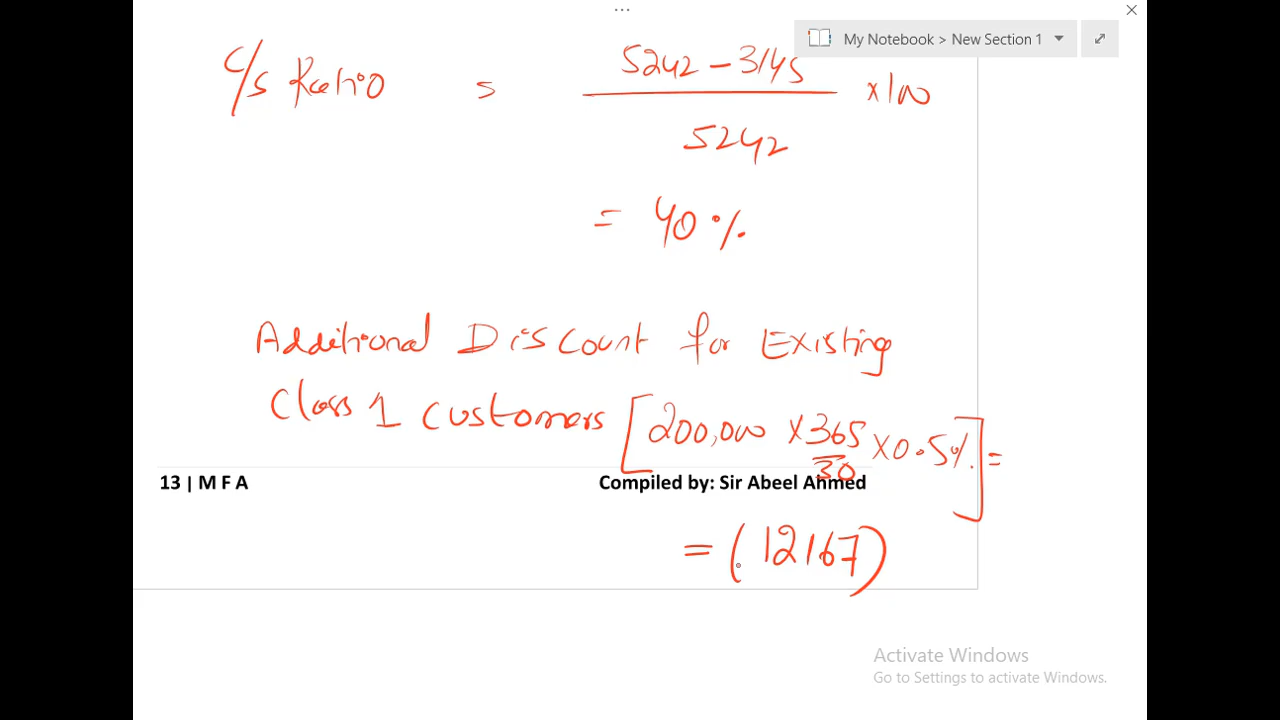 ...
My Notebook > New Section 1
C/s Ratio = 5242 – 3145 x100
5242
= 40%
Additional Discount for Existing
Class 1 Customers [200,000 x 365 x 0.5%] =
30
13 | M F A Compiled by: Sir Abeel Ahmed
= (12167)
Activate Windows
Go to Settings to activate Windows.